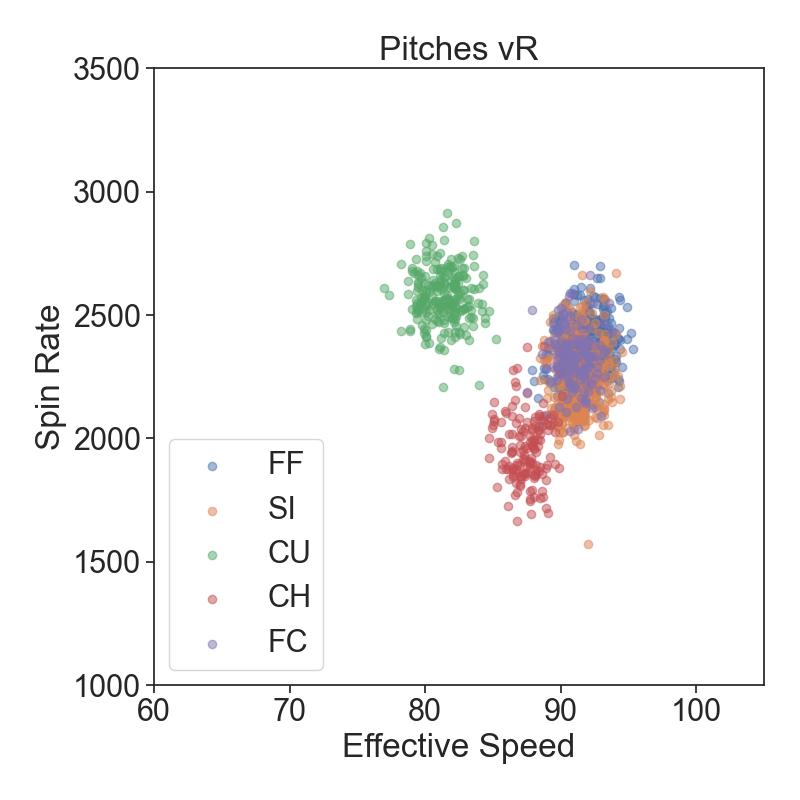 Pitches vR
3500
3000
2500
2000
1500
1000
Spin Rate
FF
SI
CU
CH
FC
60 70 80 90 100
Effective Speed